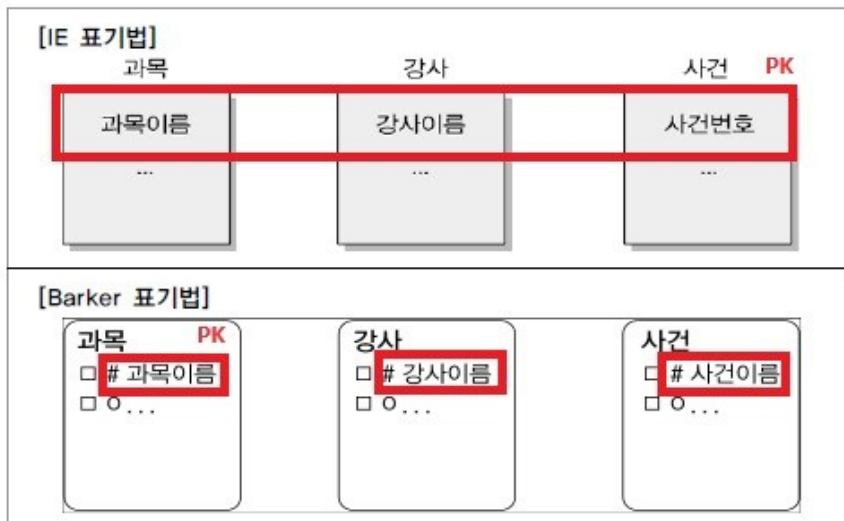 [IE 표기법]
과목 강사 사건 PK
과목이름 강사이름 사건번호
... ... ...
[Barker 표기법]
과목 PK 강사 사건
□ # 과목이름 □ # 강사이름 □ # 사건이름
□ o... □ o... □ o...